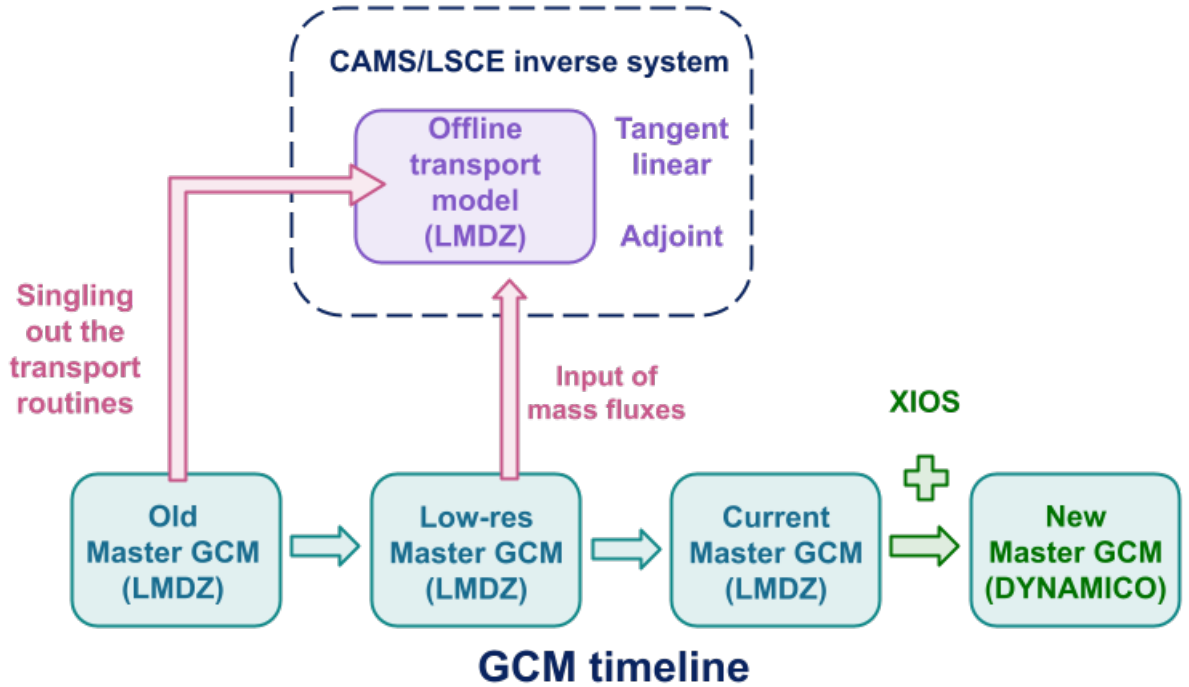 CAMS/LSCE inverse system
Offline
transport
model
(LMDZ)
Tangent
linear
Adjoint
Singling
out the
transport
routines
Input of
mass fluxes
XIOS
Old
Master GCM
(LMDZ)
Low-res
Master GCM
(LMDZ)
Current
Master GCM
(LMDZ)
New
Master GCM
(DYNAMICO)
GCM timeline